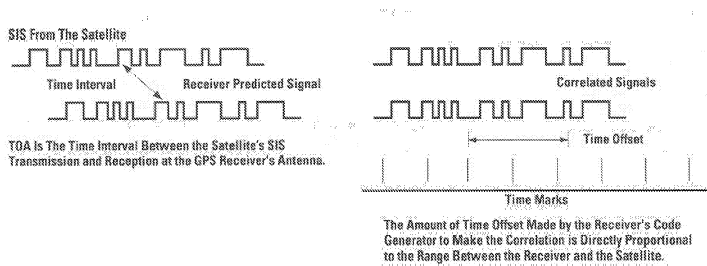 SIS From The Satellite
Time Interval
Receiver Predicted Signal
TOA Is The Time Interval Between the Satellite's SIS
Transmission and Reception at the GPS Receiver's Antenna.
Correlated Signals
Time Offset
Time Marks
The Amount of Time Offset Made by the Receiver's Code
Generator to Make the Correlation is Directly Proportional
to the Range Between the Receiver and the Satellite.